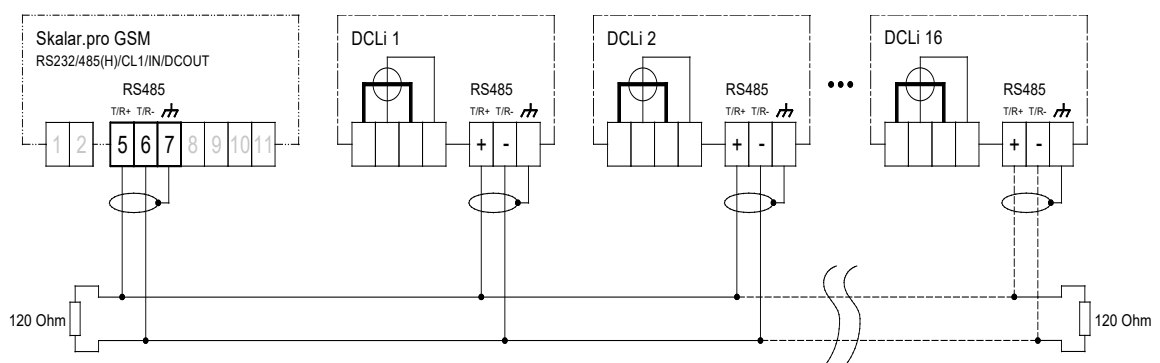 Skalar.pro GSM
RS232/485(H)/CL1/IN/DCOUT
RS485
T/R+ T/R-
1 2 5 6 7 8 9 10 11
DCLi 1
RS485
T/R+ T/R-
+ -
DCLi 2
RS485
T/R+ T/R-
+ -
•••
DCLi 16
RS485
T/R+ T/R-
+ -
120 Ohm
120 Ohm